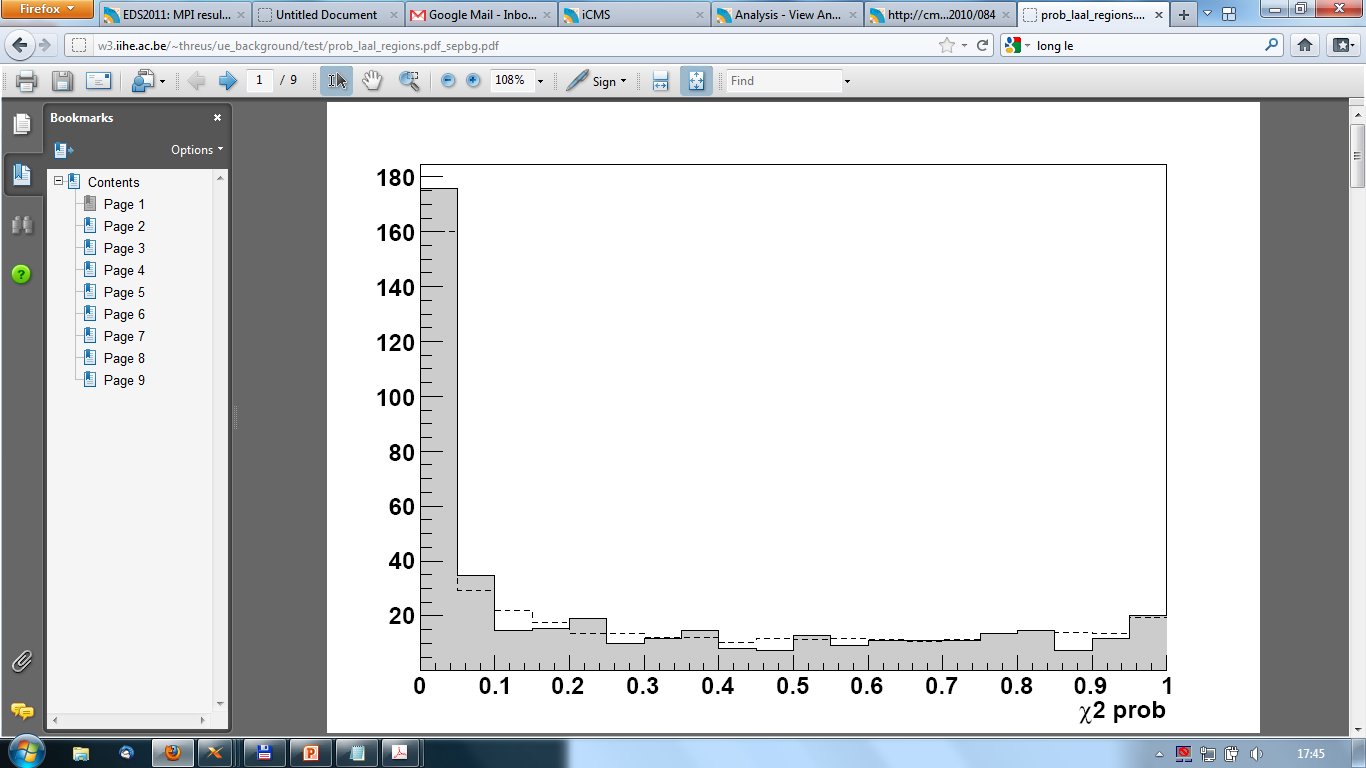 Firefox
EDS2011: MPI resul...
Untitled Document
Google Mail - Inbo...
iCMS
Analysis - View An...
http://cm...2010/084
prob_laal_regions....
w3.iihe.ac.be/~threus/ue_background/test/prob_laal_regions.pdf_sepbg.pdf
long le
1 / 9
108%
Sign
Find
Bookmarks
Options
Contents
Page 1
Page 2
Page 3
Page 4
Page 5
Page 6
Page 7
Page 8
Page 9
180
160
140
120
100
80
60
40
20
0 0.1 0.2 0.3 0.4 0.5 0.6 0.7 0.8 0.9 1
χ2 prob
17:45